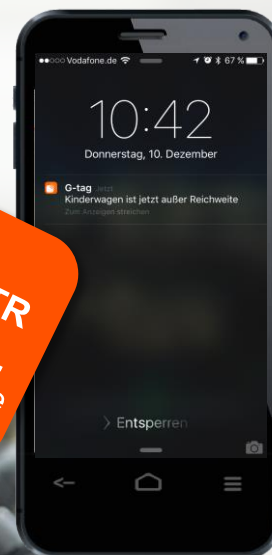 Vodafone.de
67 %
10:42
Donnerstag, 10. Dezember
G-tag Jetzt
Kinderwagen ist jetzt außer Reichweite
Zum Anzeigen streichen
TR
Entsperren